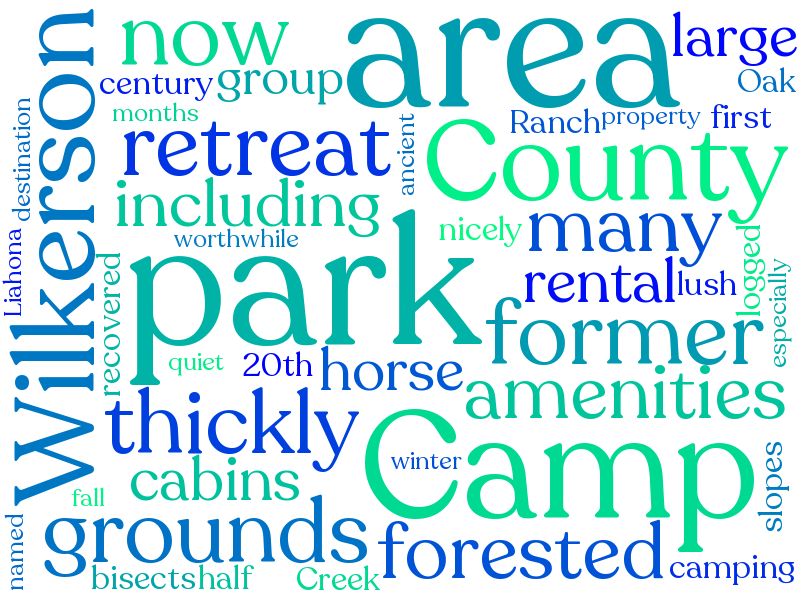 now
area
large
century
group
Oak
months
Ranch
property
first
destination
Wilkerson
ancient
retreat
County
including
nicely
many
worthwhile
Liahona
park
rental
lush
logged
especially
recovered
former
quiet
20th
horse
amenities
thickly
Camp
cabins
winter
slopes
fall
grounds
forested
named
bisects
half
Creek
camping